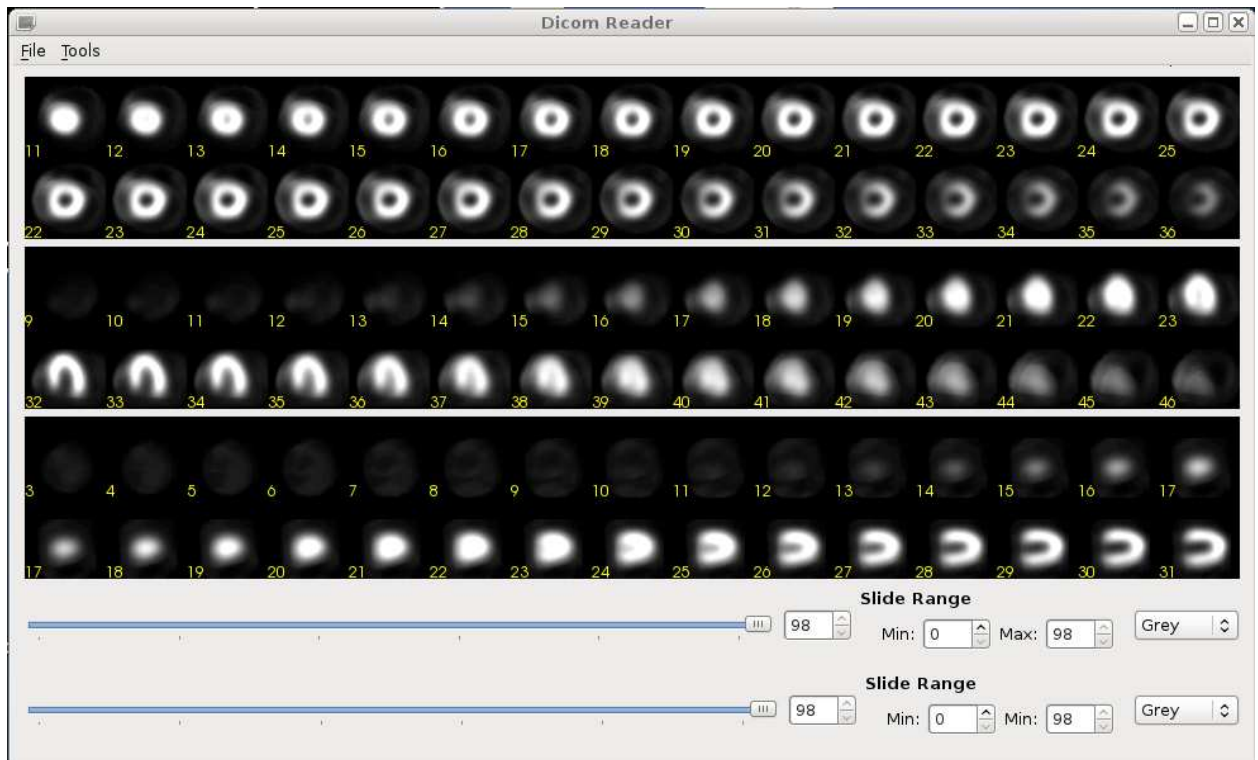 Dicom Reader
File Tools
11 12 13 14 15 16 17 18 19 20 21 22 23 24 25
22 23 24 25 26 27 28 29 30 31 32 33 34 35 36
9 10 11 12 13 14 15 16 17 18 19 20 21 22 23
32 33 34 35 36 37 38 39 40 41 42 43 44 45 46
3 4 5 6 7 8 9 10 11 12 13 14 15 16 17
17 18 19 20 21 22 23 24 25 26 27 28 29 30 31
Slide Range
98 Min: 0 Max: 98 Grey
Slide Range
98 Min: 0 Min: 98 Grey